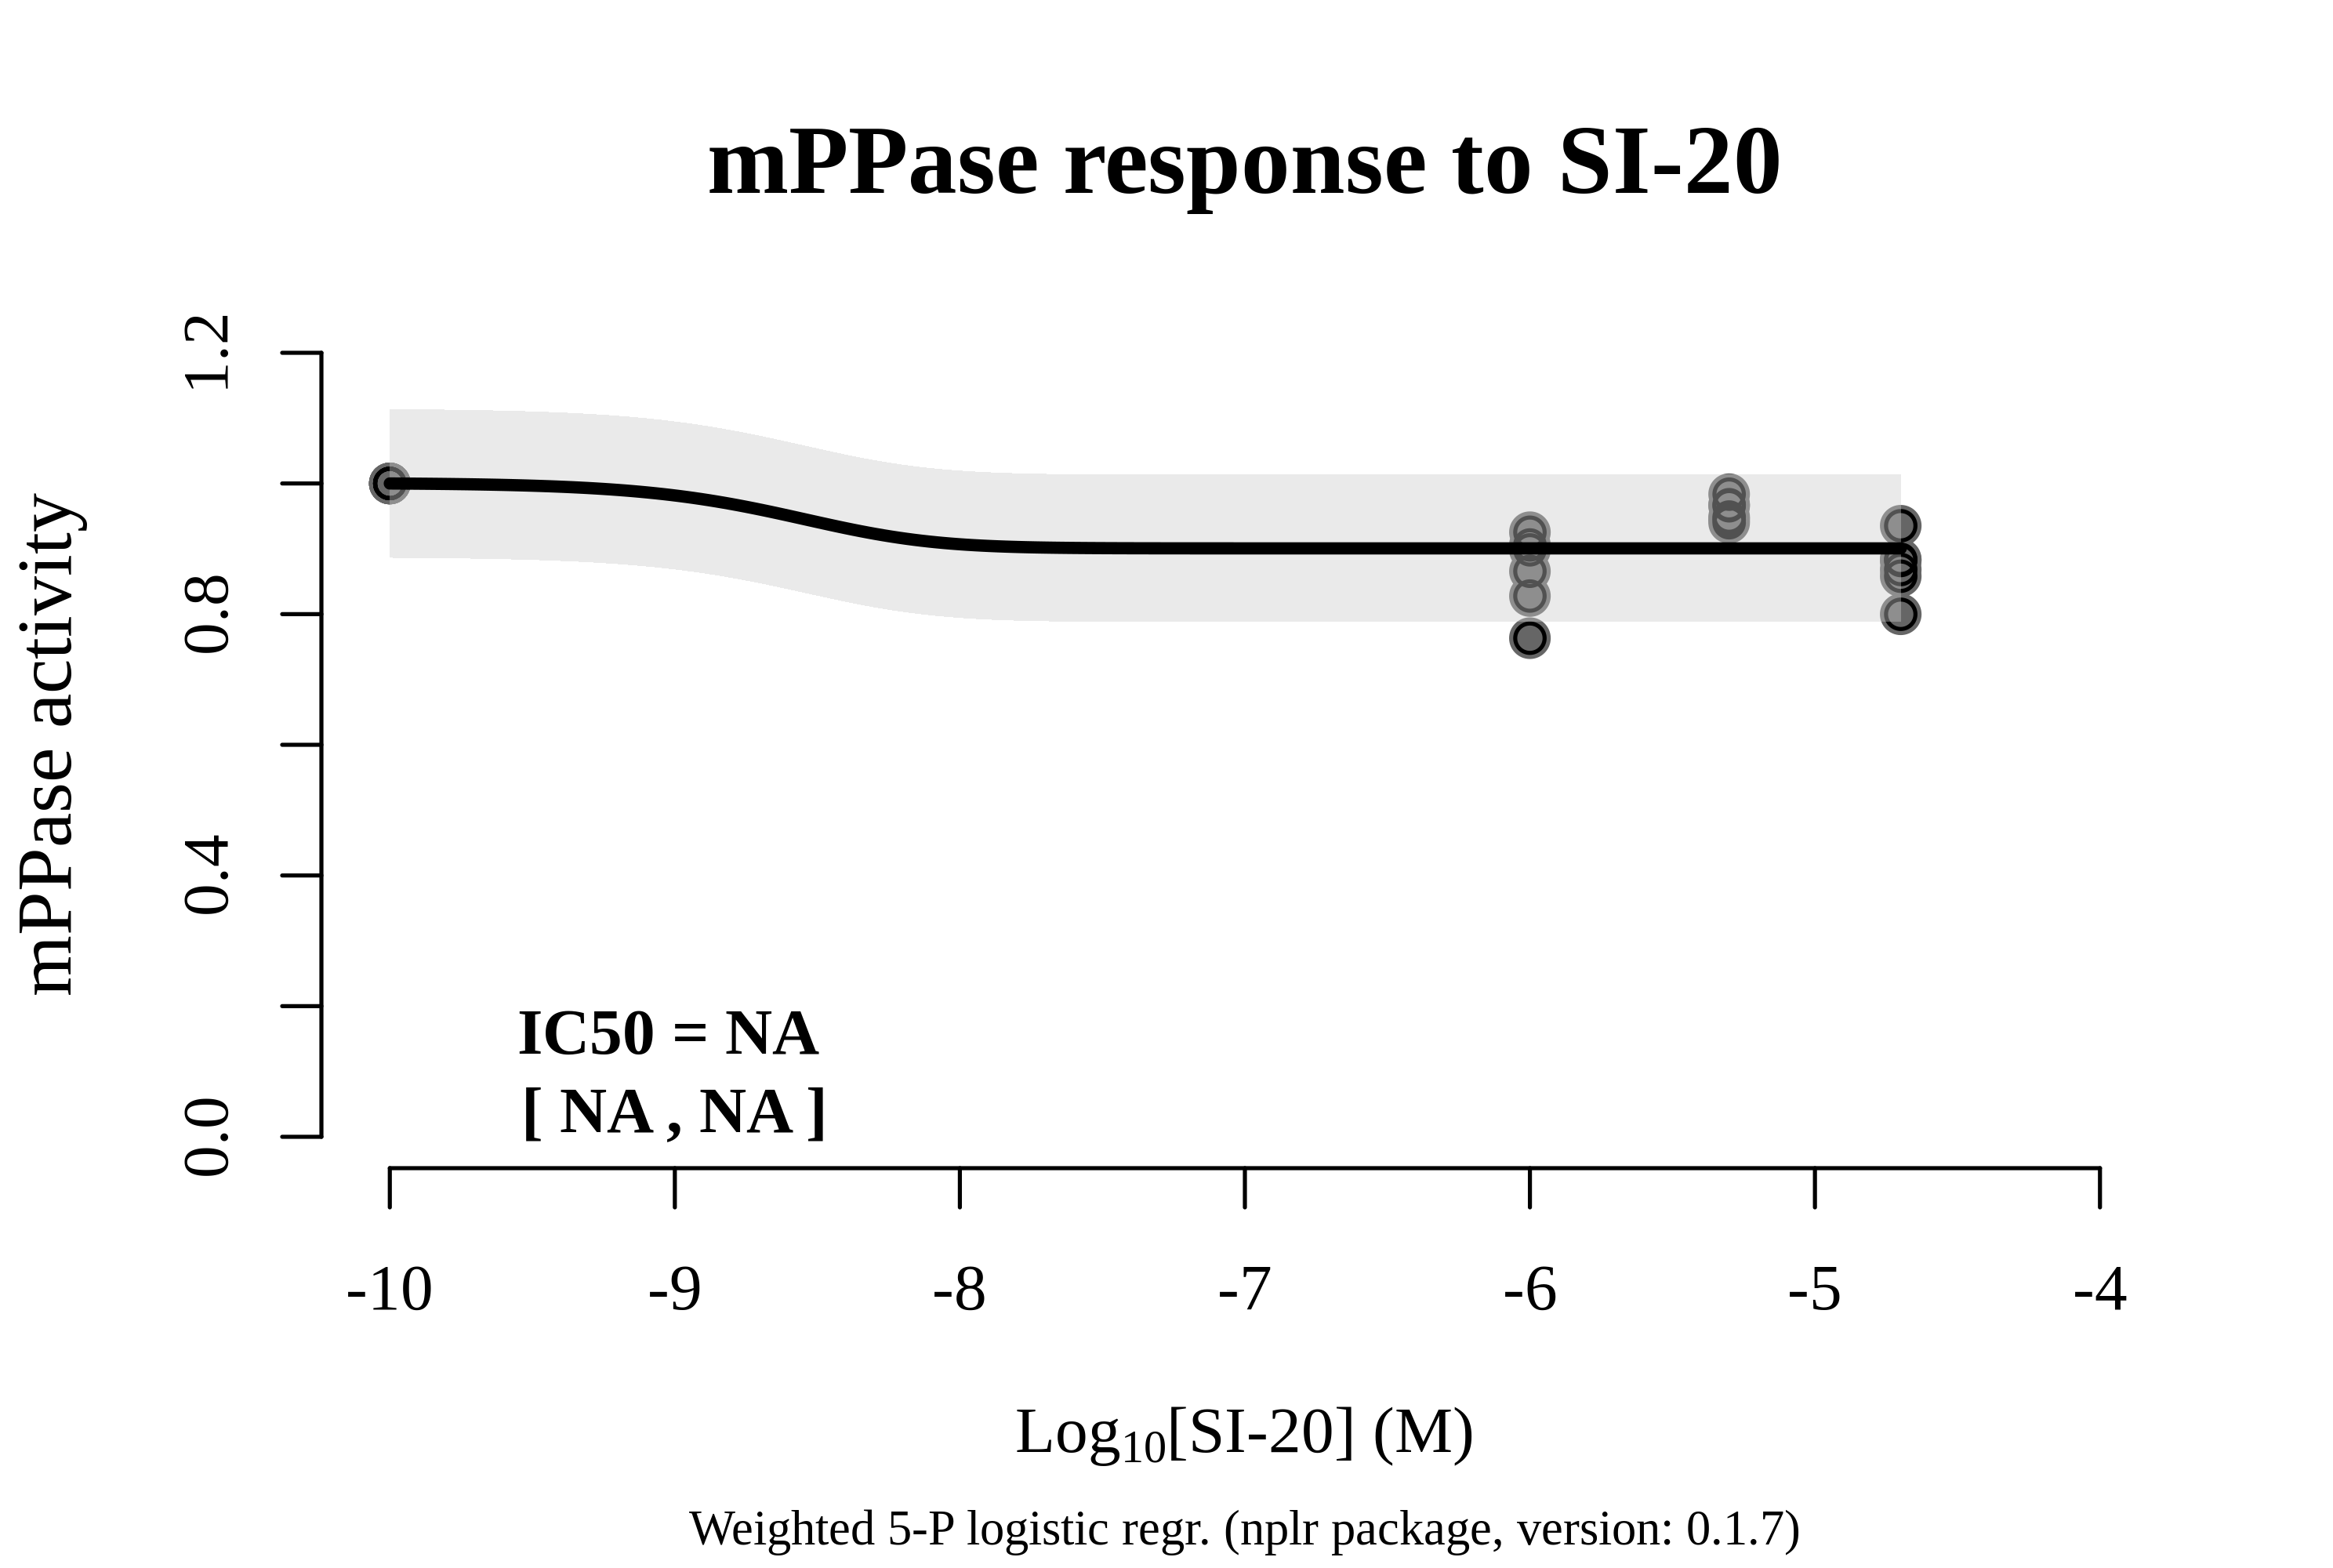 mPPase response to SI-20
mPPase activity
1.2
0.8
0.4
0.0
IC50 = NA
[ NA , NA ]
-10 -9 -8 -7 -6 -5 -4
Log10[SI-20] (M)
Weighted 5-P logistic regr. (nplr package, version: 0.1.7)